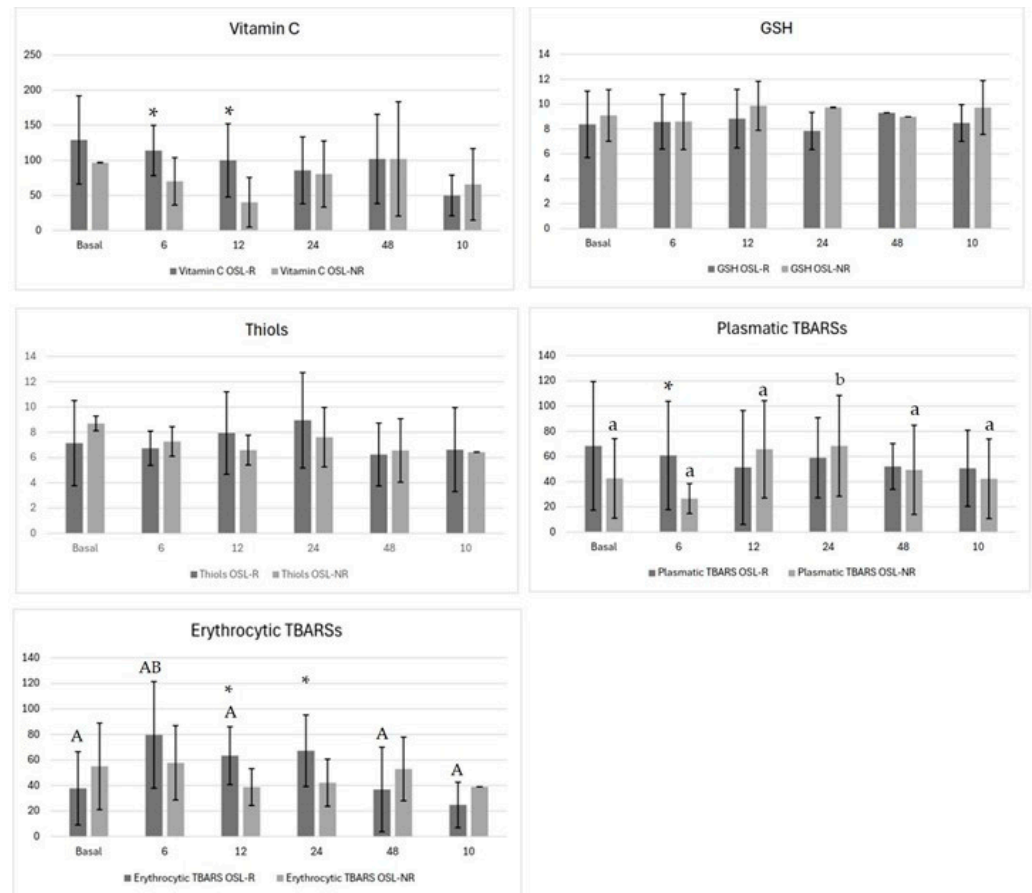 Vitamin C
250
200
150
100
50
0
* *
Basal 6 12 24 48 10
Vitamin C OSL-R Vitamin C OSL-NR
GSH
14
12
10
8
6
4
2
0
Basal 6 12 24 48 10
GSH OSL-R GSH OSL-NR
Thiols
14
12
10
8
6
4
2
0
Basal 6 12 24 48 10
Thiols OSL-R Thiols OSL-NR
Plasmatic TBARSs
140
120
100
80
60
40
20
0
a * a a b a a
Basal 6 12 24 48 10
Plasmatic TBARS OSL-R Plasmatic TBARS OSL-NR
Erythrocytic TBARSs
140
120
100
80
60
40
20
0
AB
* *
A A A A
Basal 6 12 24 48 10
Erythrocytic TBARS OSL-R Erythrocytic TBARS OSL-NR